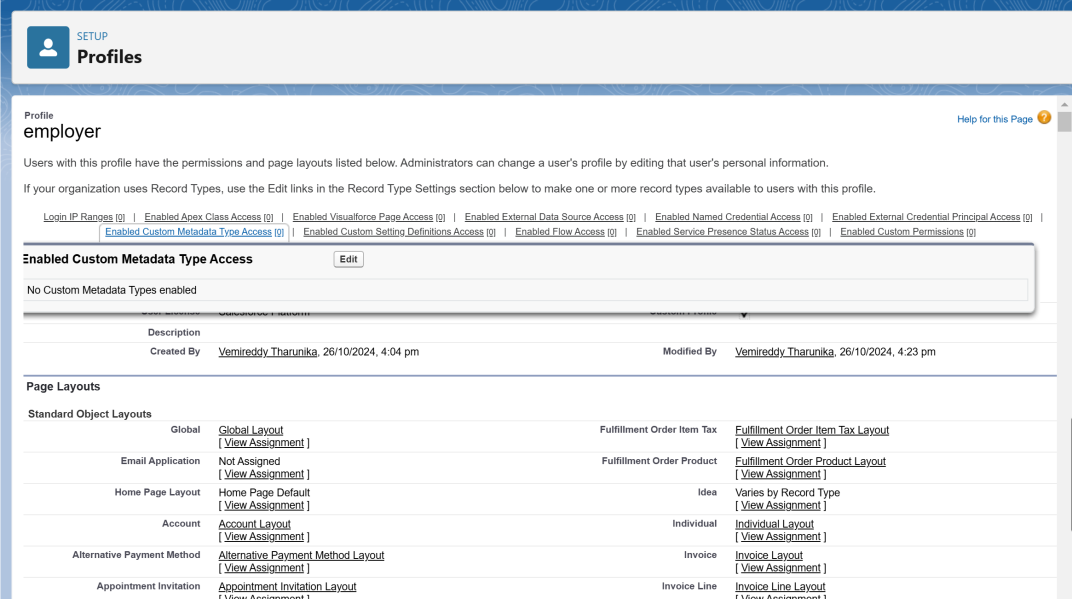 SETUP
Profiles
Profile
employer
Help for this Page ?
Users with this profile have the permissions and page layouts listed below. Administrators can change a user's profile by editing that user's personal information.
If your organization uses Record Types, use the Edit links in the Record Type Settings section below to make one or more record types available to users with this profile.
Login IP Ranges [0] | Enabled Apex Class Access [0] | Enabled Visualforce Page Access [0] | Enabled External Data Source Access [0] | Enabled Named Credential Access [0] | Enabled External Credential Principal Access [0] |
Enabled Custom Metadata Type Access [0] | Enabled Custom Setting Definitions Access [0] | Enabled Flow Access [0] | Enabled Service Presence Status Access [0] | Enabled Custom Permissions [0]
Enabled Custom Metadata Type Access Edit
No Custom Metadata Types enabled
User License Salesforce Platform Custom Profile
Description
Created By Vemireddy Tharunika, 26/10/2024, 4:04 pm Modified By Vemireddy Tharunika, 26/10/2024, 4:23 pm
Page Layouts
Standard Object Layouts
Global Global Layout Fulfillment Order Item Tax Fulfillment Order Item Tax Layout
[ View Assignment ] [ View Assignment ]
Email Application Not Assigned Fulfillment Order Product Fulfillment Order Product Layout
[ View Assignment ] [ View Assignment ]
Home Page Layout Home Page Default Idea Varies by Record Type
[ View Assignment ] [ View Assignment ]
Account Account Layout Individual Individual Layout
[ View Assignment ] [ View Assignment ]
Alternative Payment Method Alternative Payment Method Layout Invoice Invoice Layout
[ View Assignment ] [ View Assignment ]
Appointment Invitation Appointment Invitation Layout Invoice Line Invoice Line Layout
[ View Assignment ] [ View Assignment ]